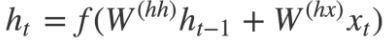 h_t = f(W^{(hh)}h_{t-1} + W^{(hx)}x_t)